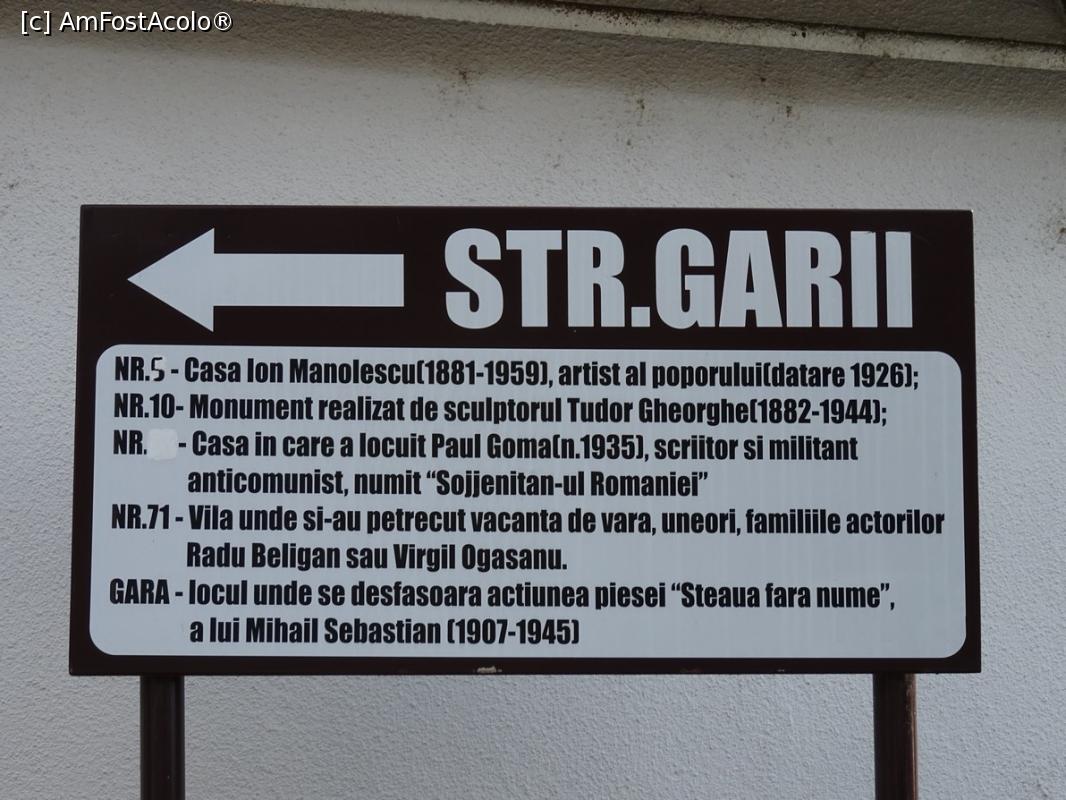 [c] AmFostAcolo®
STR.GARII
NR.5 - Casa Ion Manolescu(1881-1959), artist al poporului(datare 1926);
NR.10- Monument realizat de sculptorul Tudor Gheorghe(1882-1944);
NR. - Casa in care a locuit Paul Goma(n.1935), scriitor si militant
anticomunist, numit “Sojjenitan-ul Romaniei”
NR.71 - Vila unde si-au petrecut vacanta de vara, uneori, familiile actorilor
Radu Beligan sau Virgil Ogasanu.
GARA - locul unde se desfasoara actiunea piesei “Steaua fara nume”,
a lui Mihail Sebastian (1907-1945)